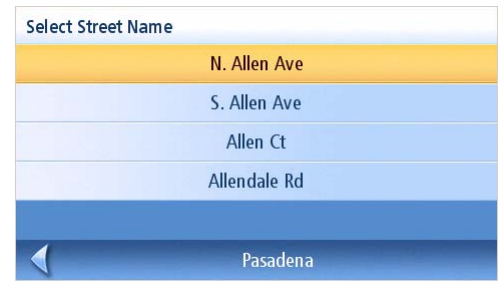 Select Street Name
N. Allen Ave
S. Allen Ave
Allen Ct
Allendale Rd
Pasadena